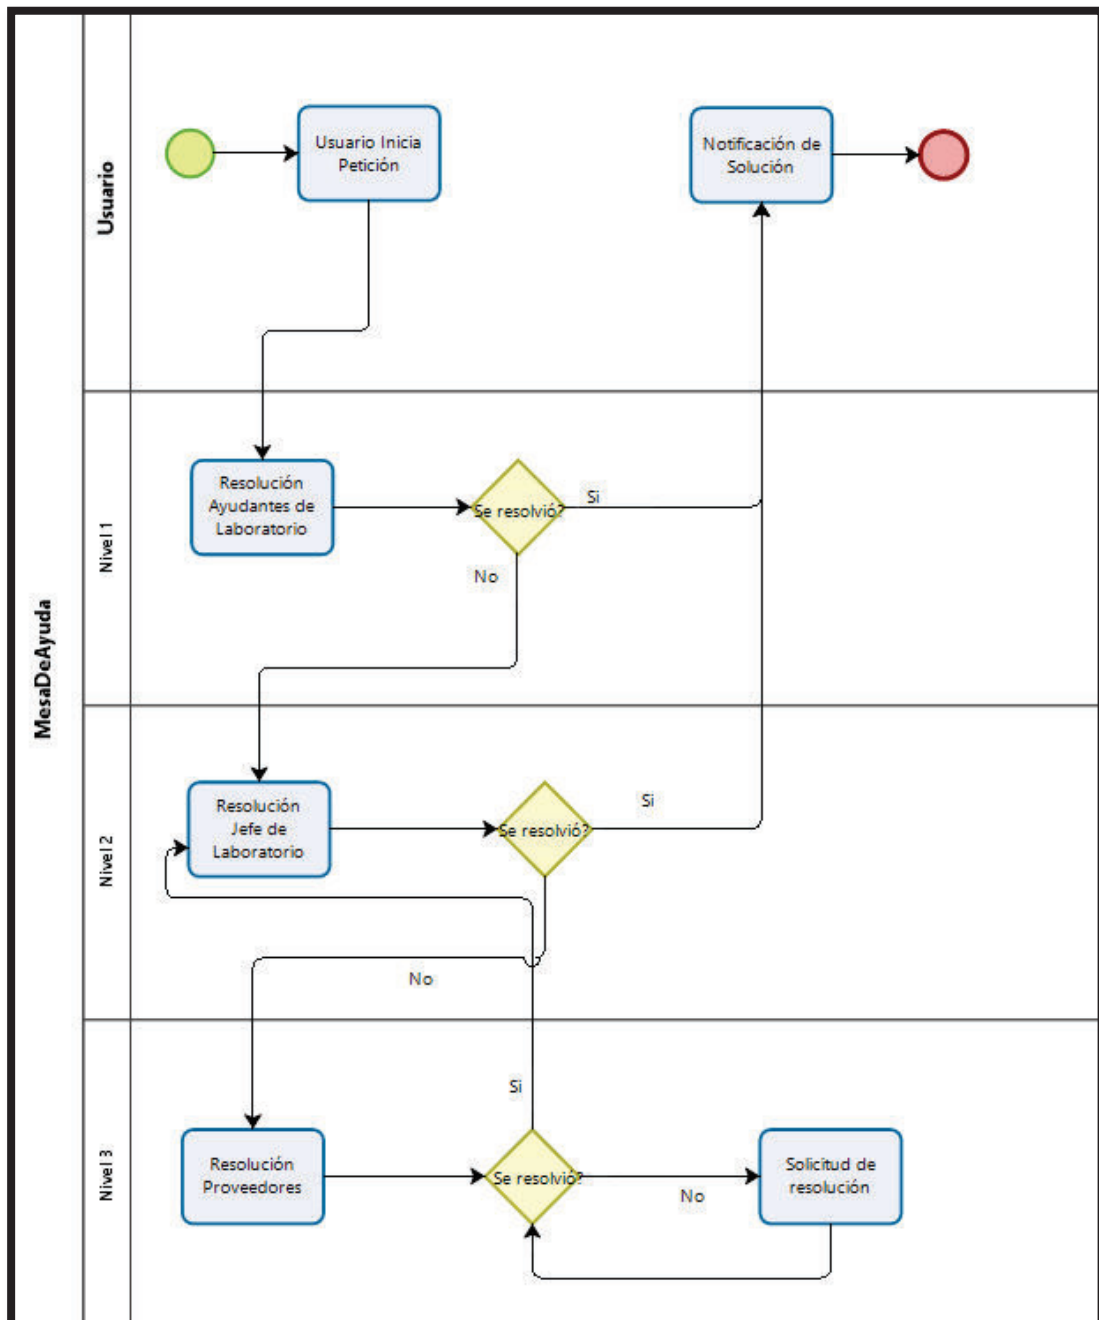 MesaDeAyuda
Usuario
Usuario Inicia
Petición
Notificación de
Solución
Nivel 1
Resolución
Ayudantes de
Laboratorio
Se resolvió?
Si
No
Nivel 2
Resolución
Jefe de
Laboratorio
Se resolvió?
Si
No
Nivel 3
Resolución
Proveedores
Se resolvió?
Si
No
Solicitud de
resolución